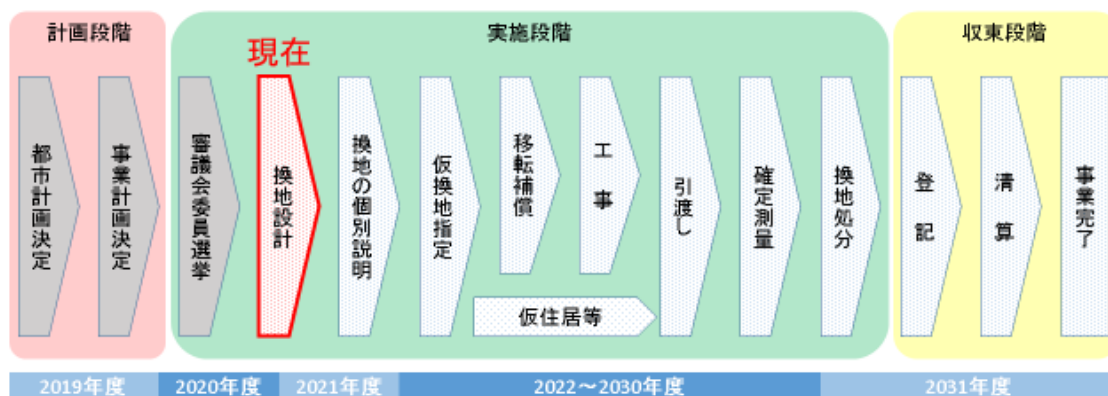 計画段階
実施段階
収束段階
現在
都市計画決定
事業計画決定
審議会委員選挙
換地設計
換地の個別説明
仮換地指定
移転補償
工事
仮住居等
引渡し
確定測量
換地処分
登記
清算
事業完了
2019年度
2020年度
2021年度
2022～2030年度
2031年度